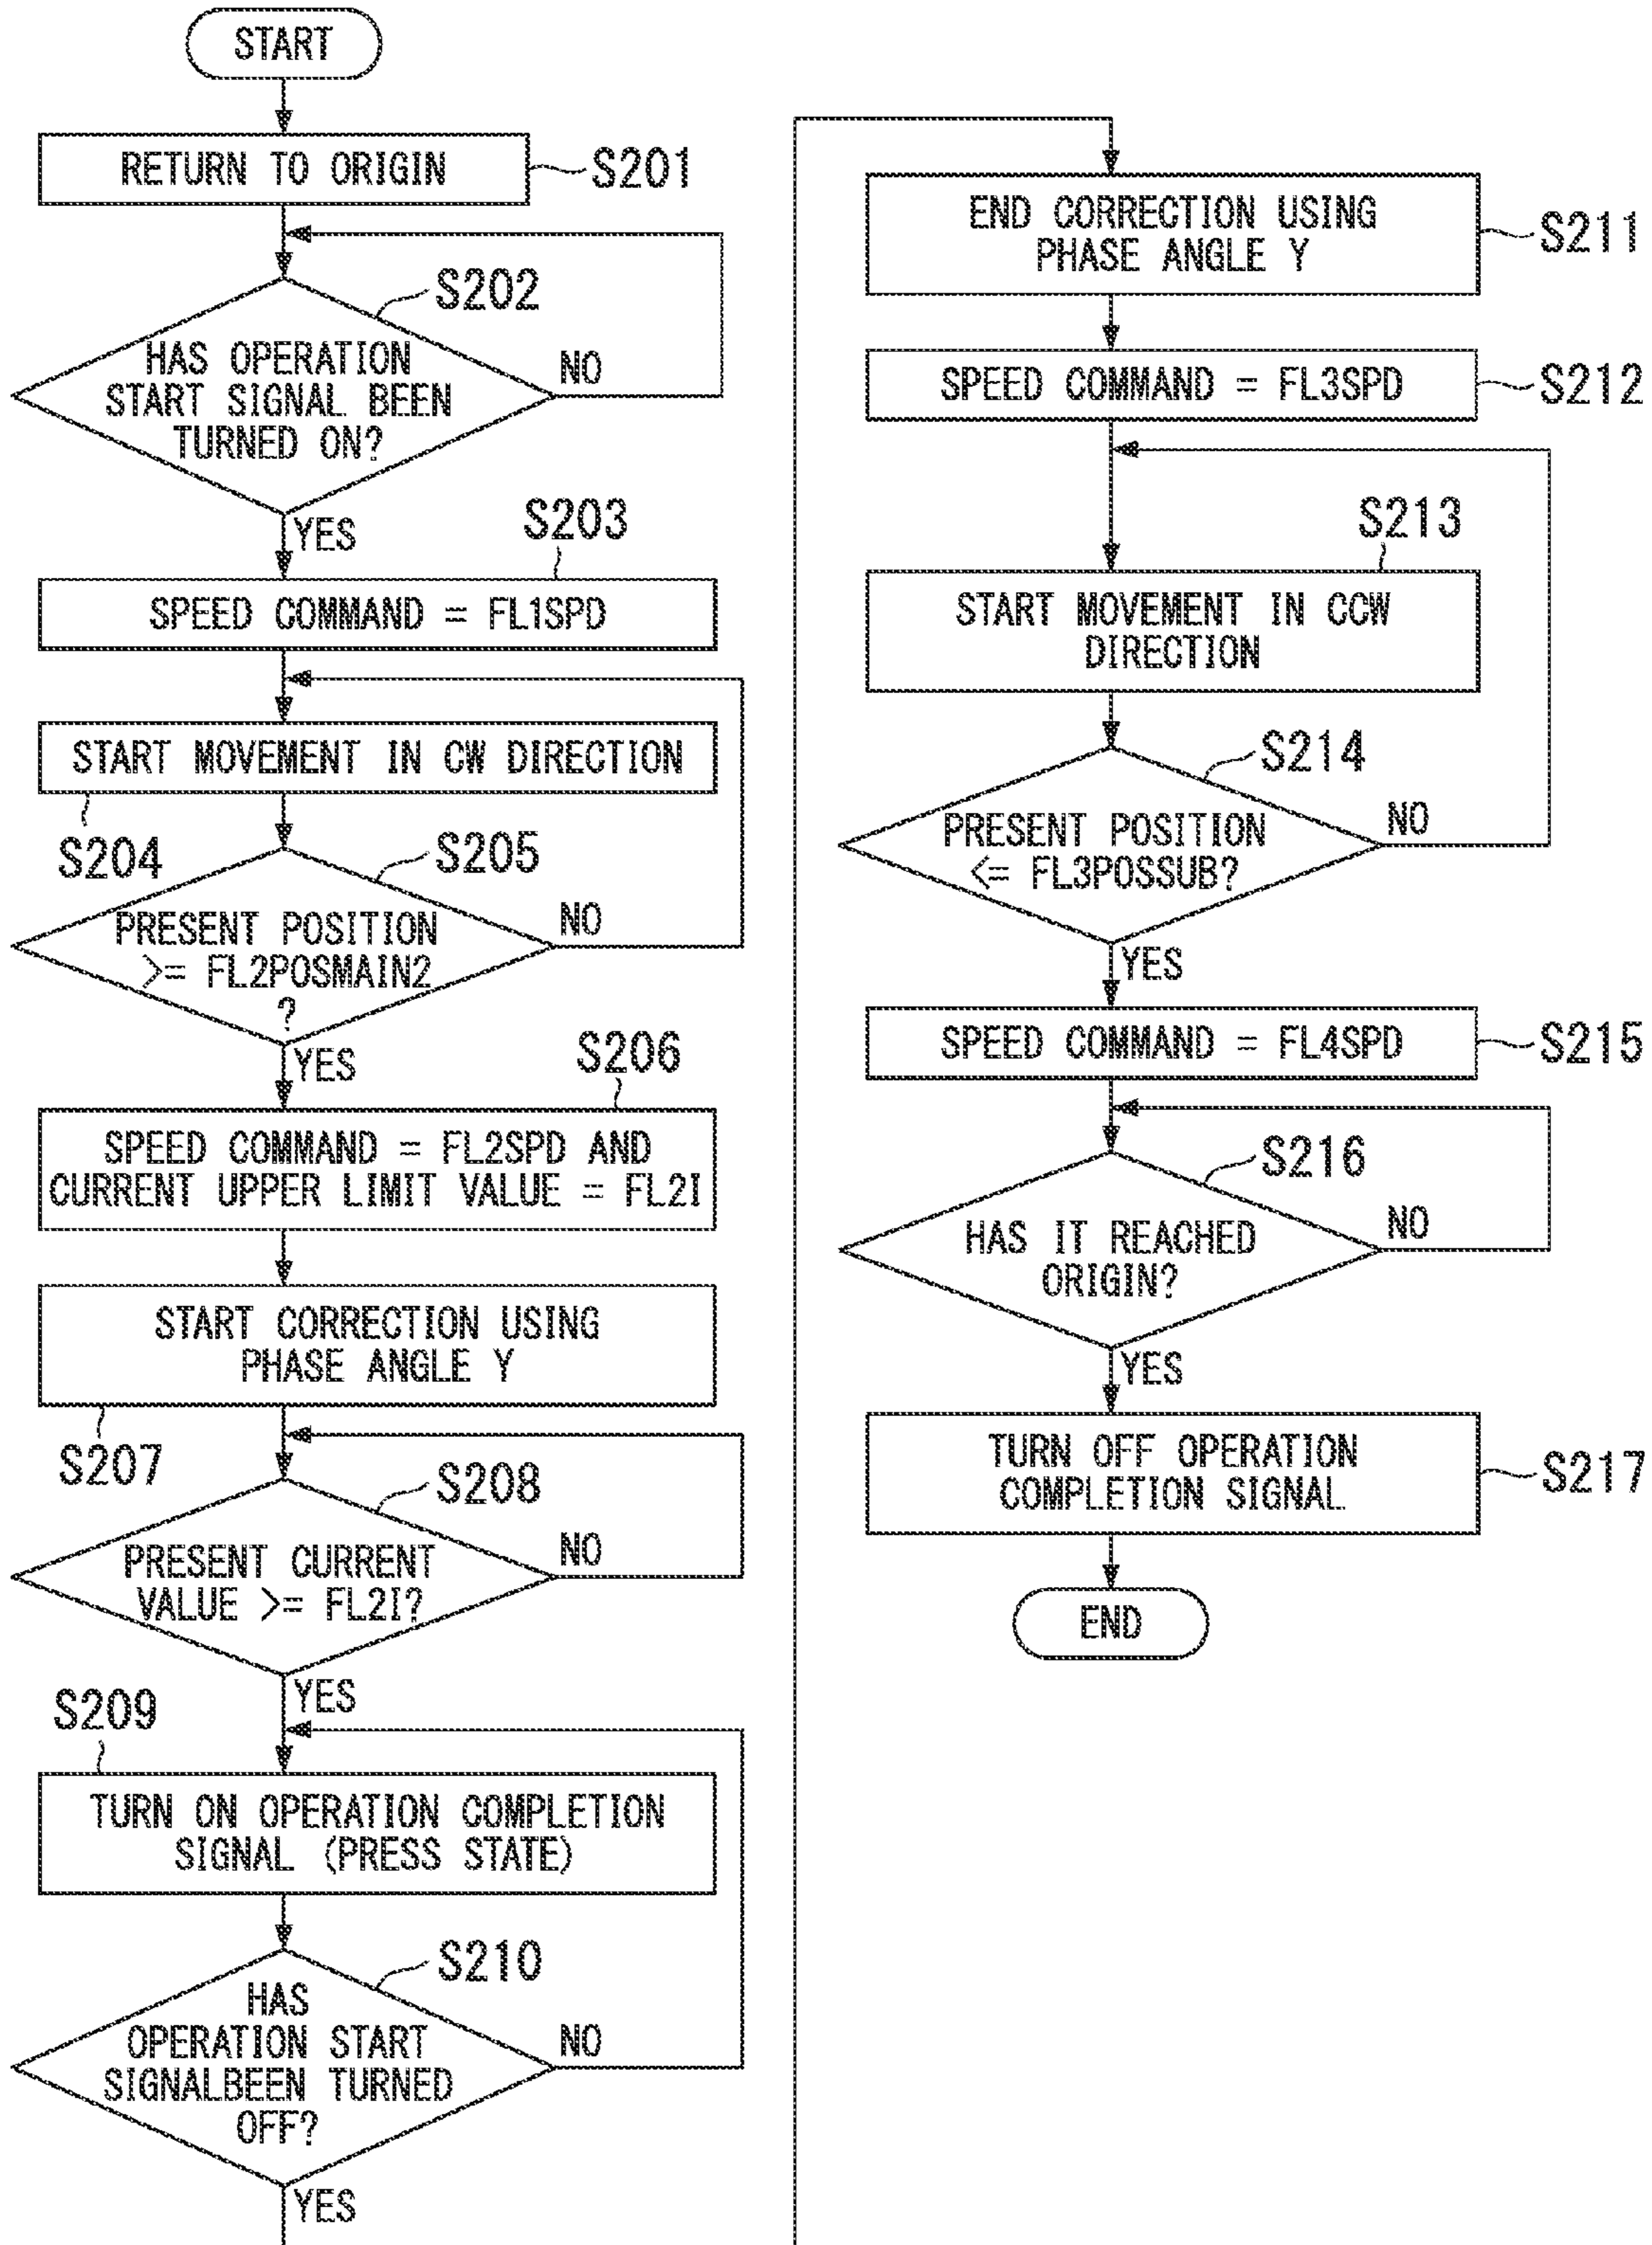 START
RETURN TO ORIGIN
S201
S202
HAS OPERATION
START SIGNAL BEEN
TURNED ON?
NO
YES
S203
SPEED COMMAND = FL1SPD
START MOVEMENT IN CW DIRECTION
S204
S205
PRESENT POSITION
>= FL2POSMAIN2
?
NO
YES
S206
SPEED COMMAND = FL2SPD AND
CURRENT UPPER LIMIT VALUE = FL2I
START CORRECTION USING
PHASE ANGLE Y
S207
S208
PRESENT CURRENT
VALUE >= FL2I?
NO
YES
S209
TURN ON OPERATION COMPLETION
SIGNAL (PRESS STATE)
S210
HAS
OPERATION START
SIGNALBEEN TURNED
OFF?
NO
YES
END CORRECTION USING
PHASE ANGLE Y
S211
SPEED COMMAND = FL3SPD
S212
S213
START MOVEMENT IN CCW
DIRECTION
S214
PRESENT POSITION
<= FL3POSSUB?
NO
YES
SPEED COMMAND = FL4SPD
S215
S216
HAS IT REACHED
ORIGIN?
NO
YES
TURN OFF OPERATION
COMPLETION SIGNAL
S217
END